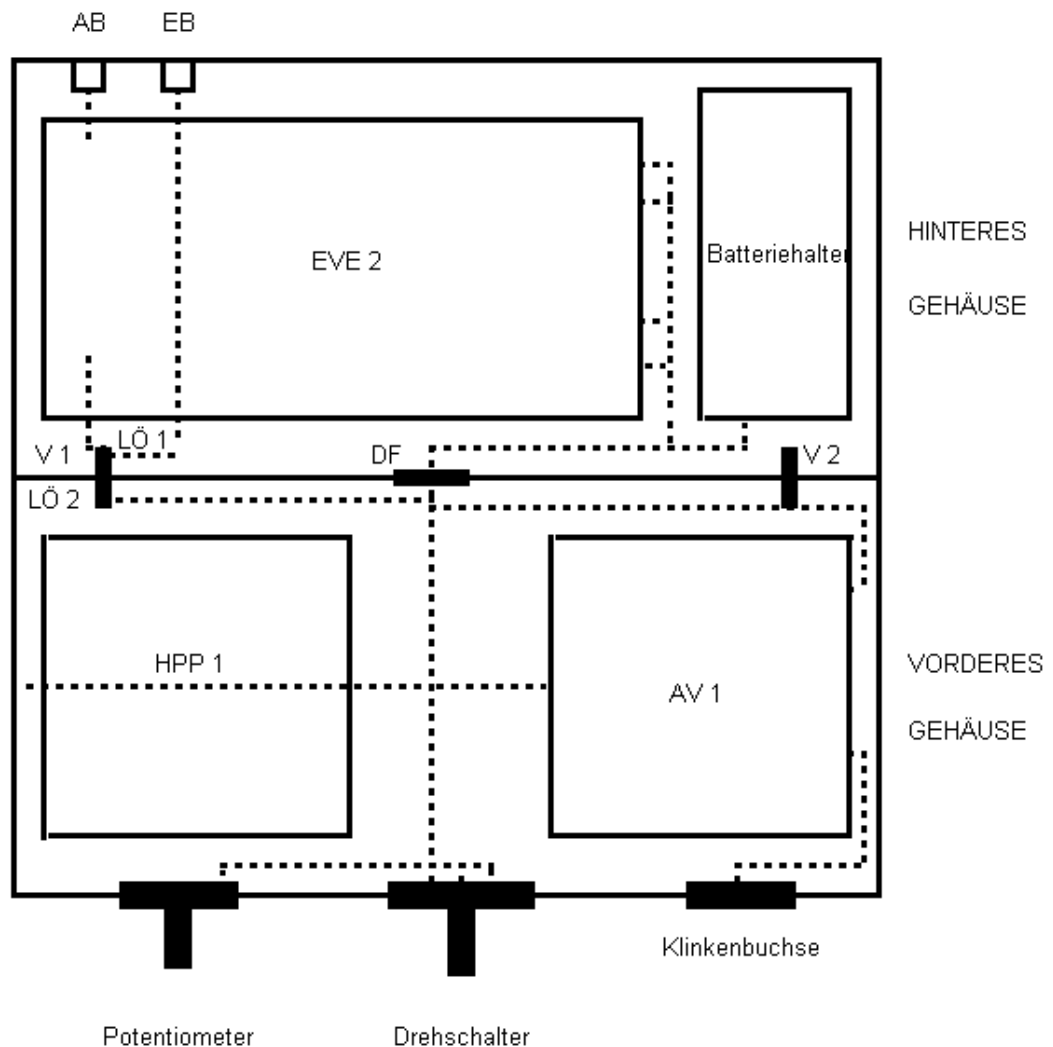 AB EB
EVE 2
Batteriehalter
HINTERES
GEHÄUSE
V 1 LÖ 1 DF V 2
LÖ 2
HPP 1
AV 1
VORDERES
GEHÄUSE
Klinkenbuchse
Potentiometer Drehschalter